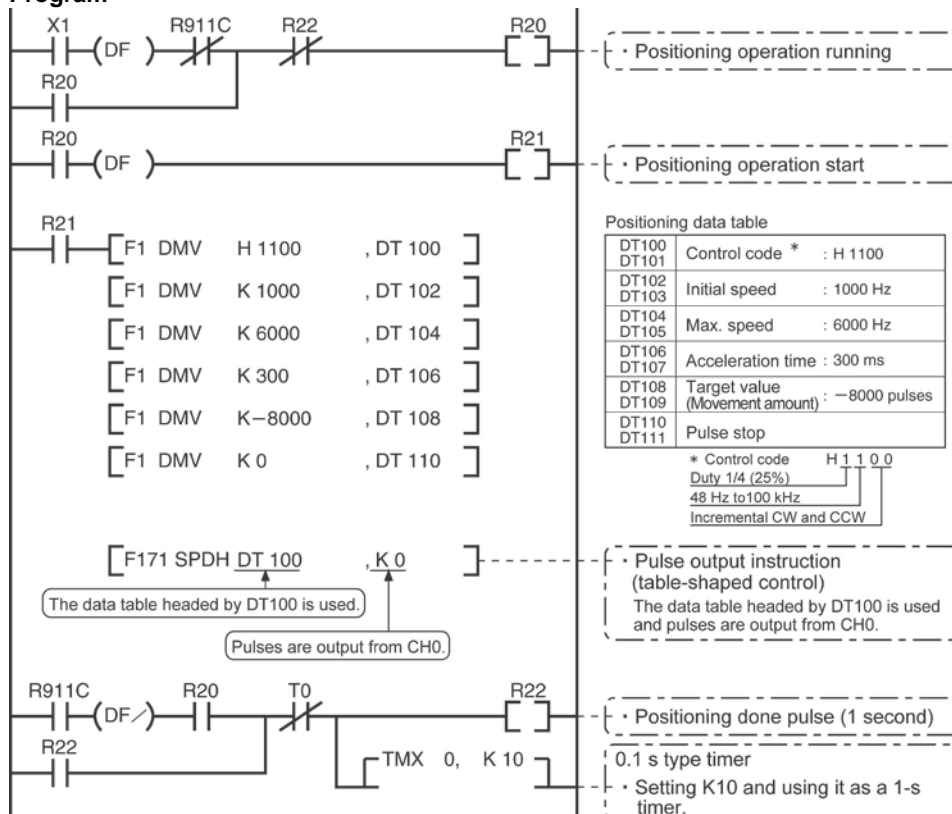 Program
X1 R911C R22 R20
(DF )
· Positioning operation running
R20
R20 R21
(DF )
· Positioning operation start
R21
F1 DMV H 1100 , DT 100
F1 DMV K 1000 , DT 102
F1 DMV K 6000 , DT 104
F1 DMV K 300 , DT 106
F1 DMV K−8000 , DT 108
F1 DMV K 0 , DT 110
Positioning data table
DT100
DT101 Control code * : H 1100
DT102
DT103 Initial speed : 1000 Hz
DT104
DT105 Max. speed : 6000 Hz
DT106
DT107 Acceleration time : 300 ms
DT108 Target value
DT109 (Movement amount) : −8000 pulses
DT110
DT111 Pulse stop
* Control code H 1 1 0 0
Duty 1/4 (25%)
48 Hz to100 kHz
Incremental CW and CCW
F171 SPDH DT 100 , K 0
The data table headed by DT100 is used.
Pulses are output from CH0.
· Pulse output instruction
(table-shaped control)
The data table headed by DT100 is used
and pulses are output from CH0.
R911C R20 T0 R22
(DF/)
· Positioning done pulse (1 second)
R22
TMX 0, K 10
0.1 s type timer
· Setting K10 and using it as a 1-s
timer.